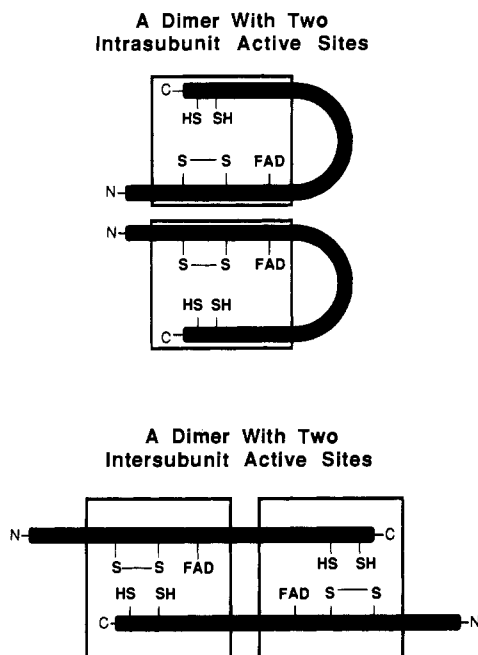 A Dimer With Two
Intrasubunit Active Sites
C
HS SH
S S FAD
N
N
S S FAD
HS SH
C
A Dimer With Two
Intersubunit Active Sites
N C
S S FAD HS SH
HS SH FAD S S
C N